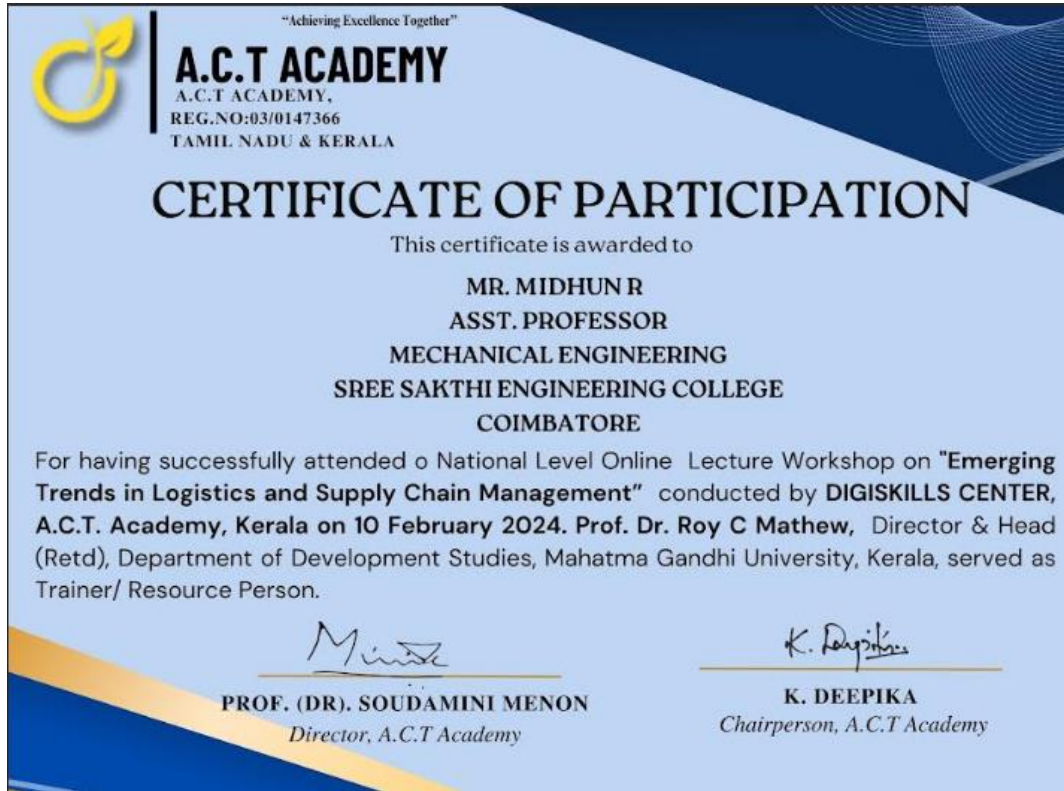 “Achieving Excellence Together”
A.C.T ACADEMY
A.C.T ACADEMY,
REG.NO:03/0147366
TAMIL NADU & KERALA
CERTIFICATE OF PARTICIPATION
This certificate is awarded to
MR. MIDHUN R
ASST. PROFESSOR
MECHANICAL ENGINEERING
SREE SAKTHI ENGINEERING COLLEGE
COIMBATORE
For having successfully attended o National Level Online Lecture Workshop on "Emerging
Trends in Logistics and Supply Chain Management” conducted by DIGISKILLS CENTER,
A.C.T. Academy, Kerala on 10 February 2024. Prof. Dr. Roy C Mathew, Director & Head
(Retd), Department of Development Studies, Mahatma Gandhi University, Kerala, served as
Trainer/ Resource Person.
PROF. (DR). SOUDAMINI MENON
Director, A.C.T Academy
K. DEEPIKA
Chairperson, A.C.T Academy